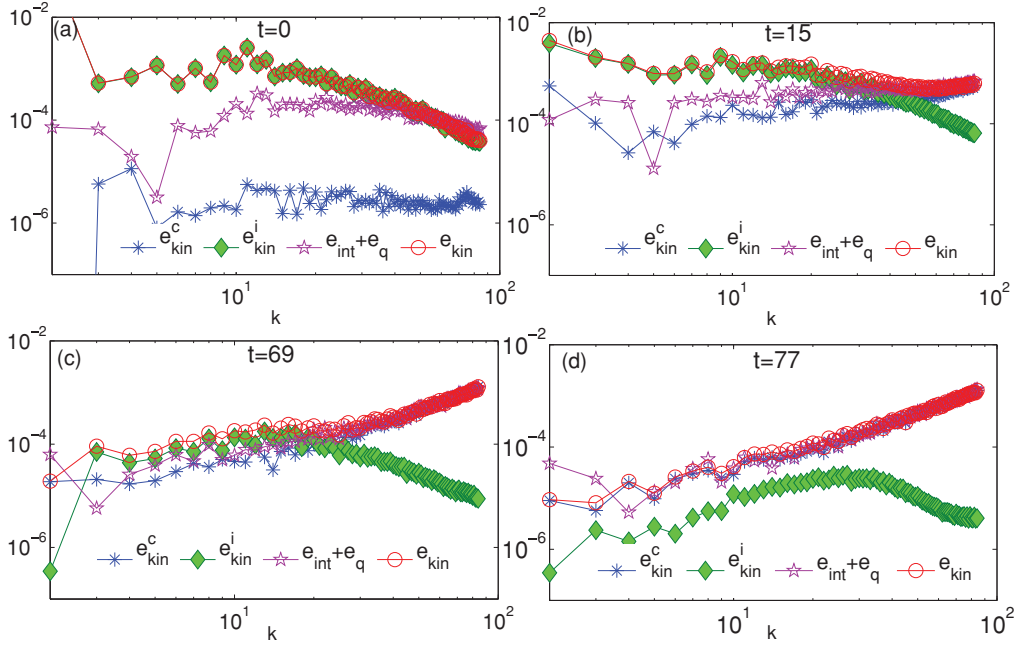 (a) t=0
10^-2
10^-4
10^-6
e^c_kin e^i_kin e_int+e_q e_kin
10^1 10^2
k
(b) t=15
10^-2
10^-4
10^-6
e^c_kin e^i_kin e_int+e_q e_kin
10^1 10^2
k
(c) t=69
10^-2
10^-4
10^-6
e^c_kin e^i_kin e_int+e_q e_kin
10^1 10^2
k
(d) t=77
10^-2
10^-4
10^-6
e^c_kin e^i_kin e_int+e_q e_kin
10^1 10^2
k